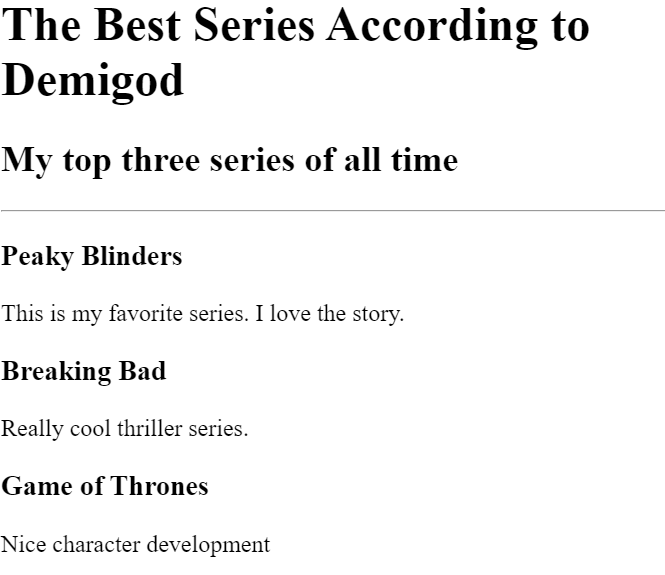 The Best Series According to
Demigod
My top three series of all time
Peaky Blinders
This is my favorite series. I love the story.
Breaking Bad
Really cool thriller series.
Game of Thrones
Nice character development